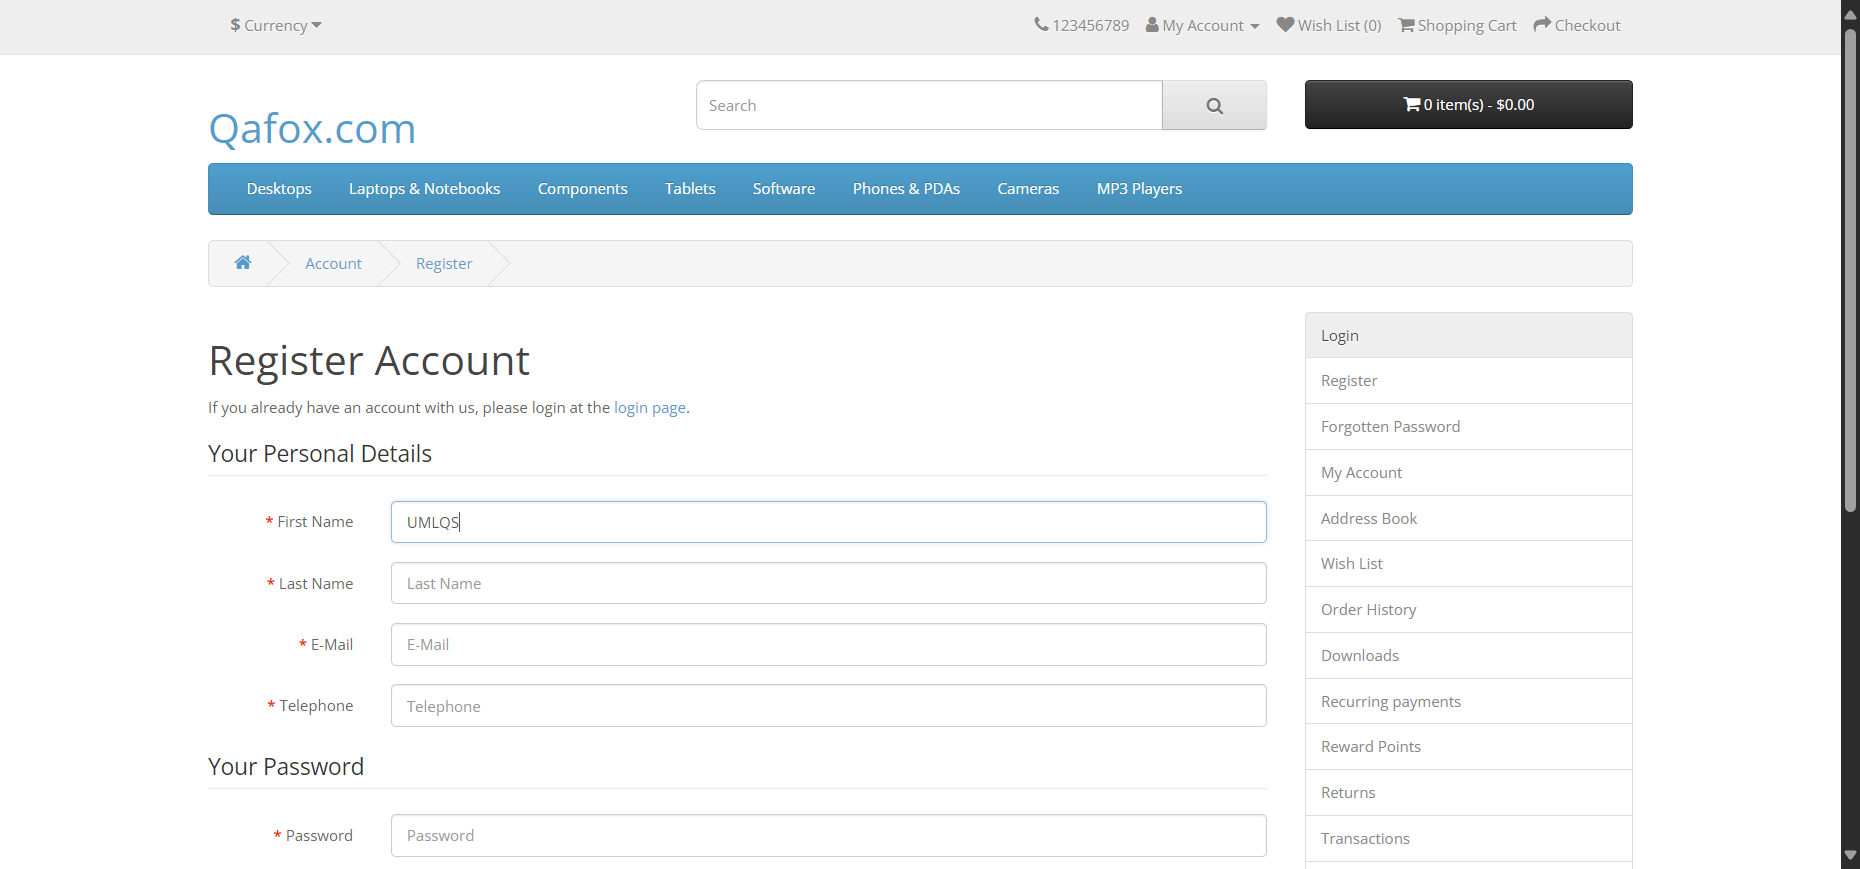 $ Currency
123456789 My Account Wish List (0) Shopping Cart Checkout
Qafox.com
Search
0 item(s) - $0.00
Desktops Laptops & Notebooks Components Tablets Software Phones & PDAs Cameras MP3 Players
Account Register
Register Account
If you already have an account with us, please login at the login page.
Your Personal Details
* First Name UMLQS
* Last Name Last Name
* E-Mail E-Mail
* Telephone Telephone
Your Password
* Password Password
Login
Register
Forgotten Password
My Account
Address Book
Wish List
Order History
Downloads
Recurring payments
Reward Points
Returns
Transactions